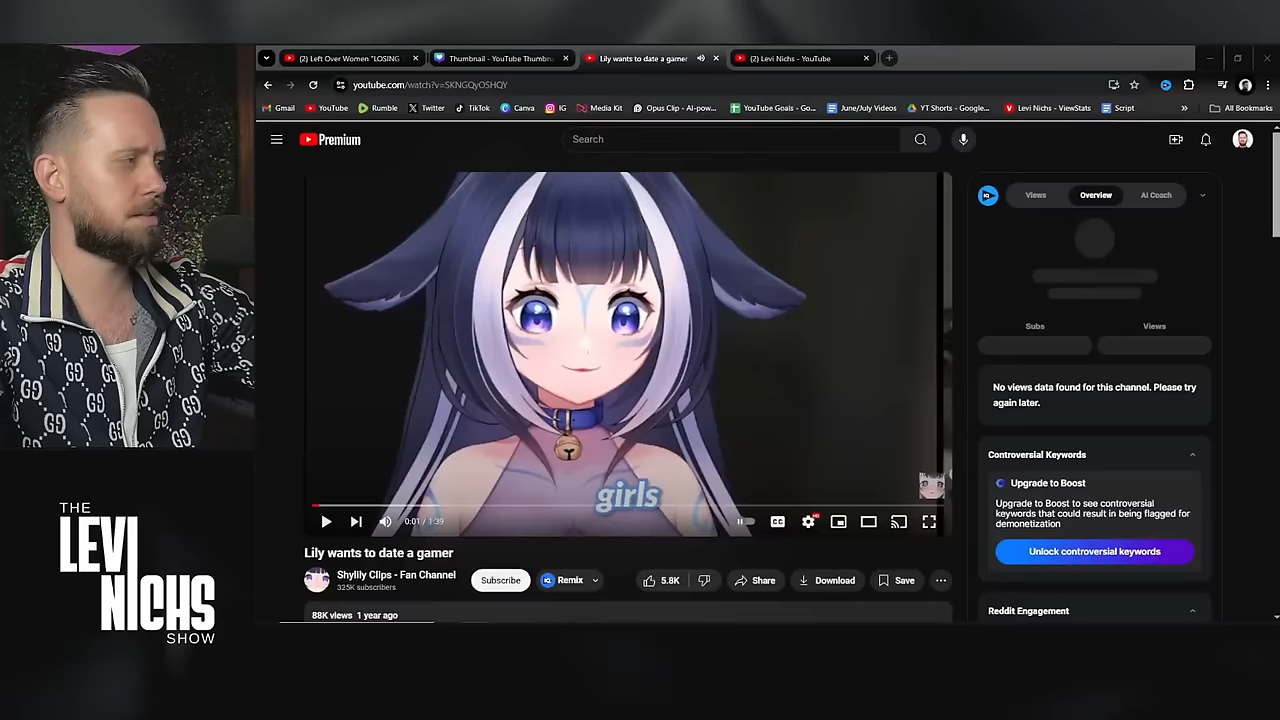 (2) Left Over Women "LOSING
Thumbnail - YouTube Thumbn
Lily wants to date a gamer
(2) Levi Nichs - YouTube
youtube.com/watch?v=SKNGQyOSHQY
Gmail
YouTube
Rumble
Twitter
TikTok
Canva
IG
Media Kit
Opus Clip - AI-pow...
YouTube Goals - Go...
June/July Videos
YT Shorts - Google...
Levi Nichs - ViewStats
Script
All Bookmarks
Premium
Search
Views
Overview
AI Coach
Subs
Views
No views data found for this channel. Please try
again later.
Controversial Keywords
Upgrade to Boost
Upgrade to Boost to see controversial
keywords that could result in being flagged for
demonetization
Unlock controversial keywords
Reddit Engagement
girls
0:01 / 1:39
HD
CC
Lily wants to date a gamer
Shylily Clips - Fan Channel
325K subscribers
Subscribe
Remix
5.8K
Share
Download
Save
88K views 1 year ago
THE
LEVI
NICHS
SHOW